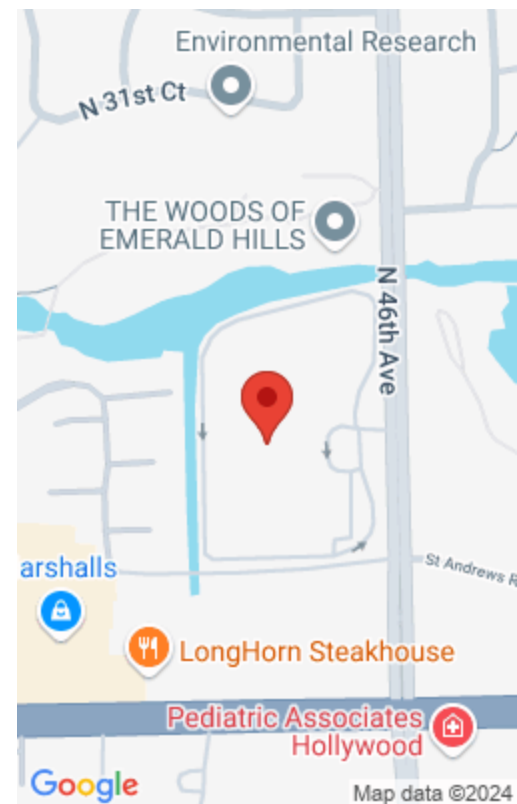 Environmental Research
N 31st Ct
THE WOODS OF
EMERALD HILLS
N 46th Ave
arshalls
St Andrews R
LongHorn Steakhouse
Pediatric Associates
Hollywood
Google
Map data ©2024